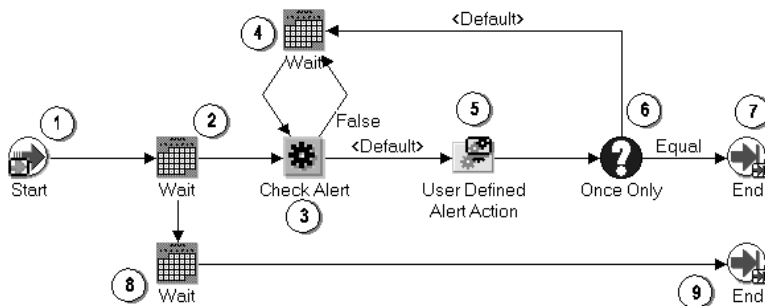 4
<Default>
Wait
1
2
5
6
7
False
<Default>
Equal
Start
Wait
Check Alert
User Defined
Alert Action
Once Only
End
3
8
Wait
9
End